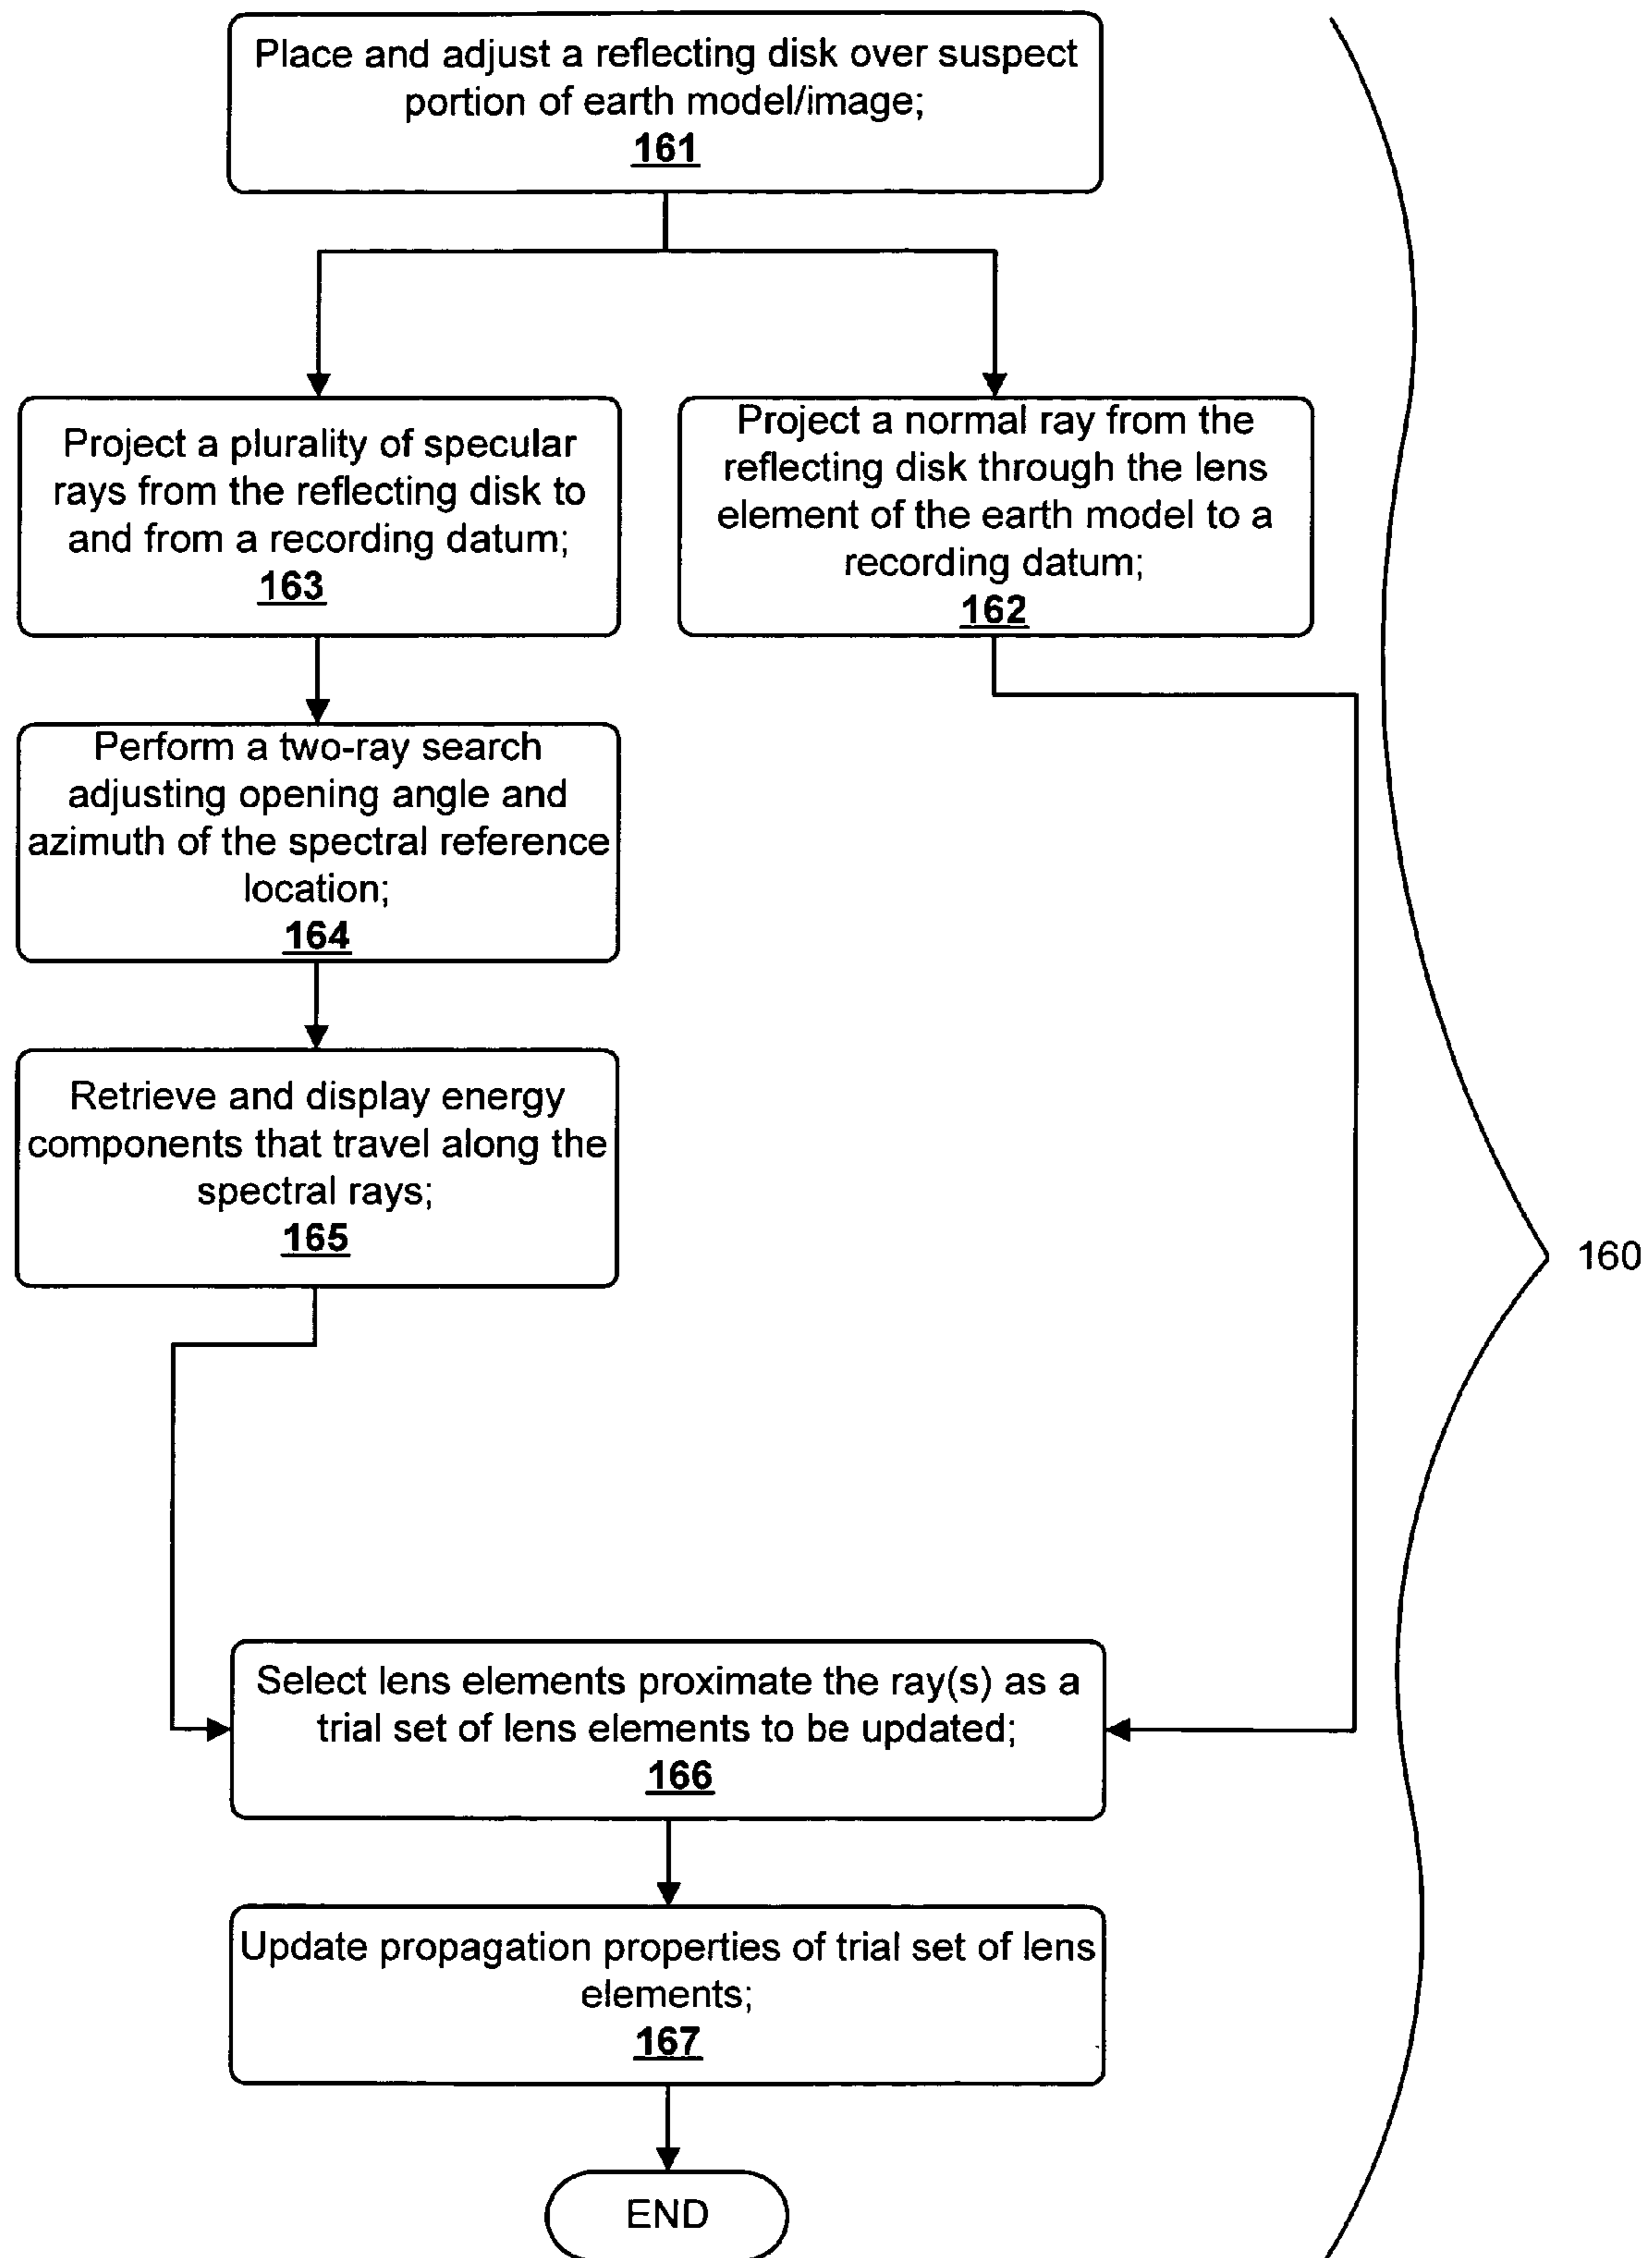 Place and adjust a reflecting disk over suspect
portion of earth model/image;
161
Project a plurality of specular
rays from the reflecting disk to
and from a recording datum;
163
Project a normal ray from the
reflecting disk through the lens
element of the earth model to a
recording datum;
162
Perform a two-ray search
adjusting opening angle and
azimuth of the spectral reference
location;
164
Retrieve and display energy
components that travel along the
spectral rays;
165
160
Select lens elements proximate the ray(s) as a
trial set of lens elements to be updated;
166
Update propagation properties of trial set of lens
elements;
167
END